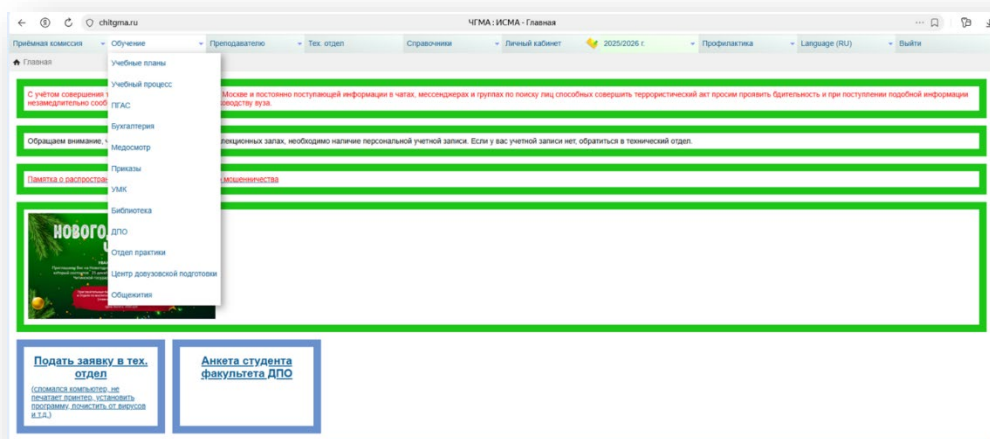 chitgma.ru
ЧГМА : ИСМА - Главная
Приёмная комиссия Обучение Преподавателю Тех. отдел Справочники Личный кабинет 2025/2026 г. Профилактика Language (RU) Выйти
Главная
Учебные планы
Учебный процесс
ПГАС
Бухгалтерия
Медосмотр
Приказы
УМК
Библиотека
ДПО
Отдел практики
Центр довузовской подготовки
Общежития
С учётом совершения Москве и постоянно поступающей информации в чатах, мессенджерах и группах по поиску лиц способных совершить террористический акт просим проявить бдительность и при поступлении подобной информации
незамедлительно вуза.
Обращаем внимание, залах, необходимо наличие персональной учетной записи. Если у вас учетной записи нет, обратиться в технический отдел.
Памятка о мошенничества
Подать заявку в тех.
отдел
(сломался компьютер, не
печатает принтер, установить
программу, почистить от вирусов
и т.д.)
Анкета студента
факультета ДПО